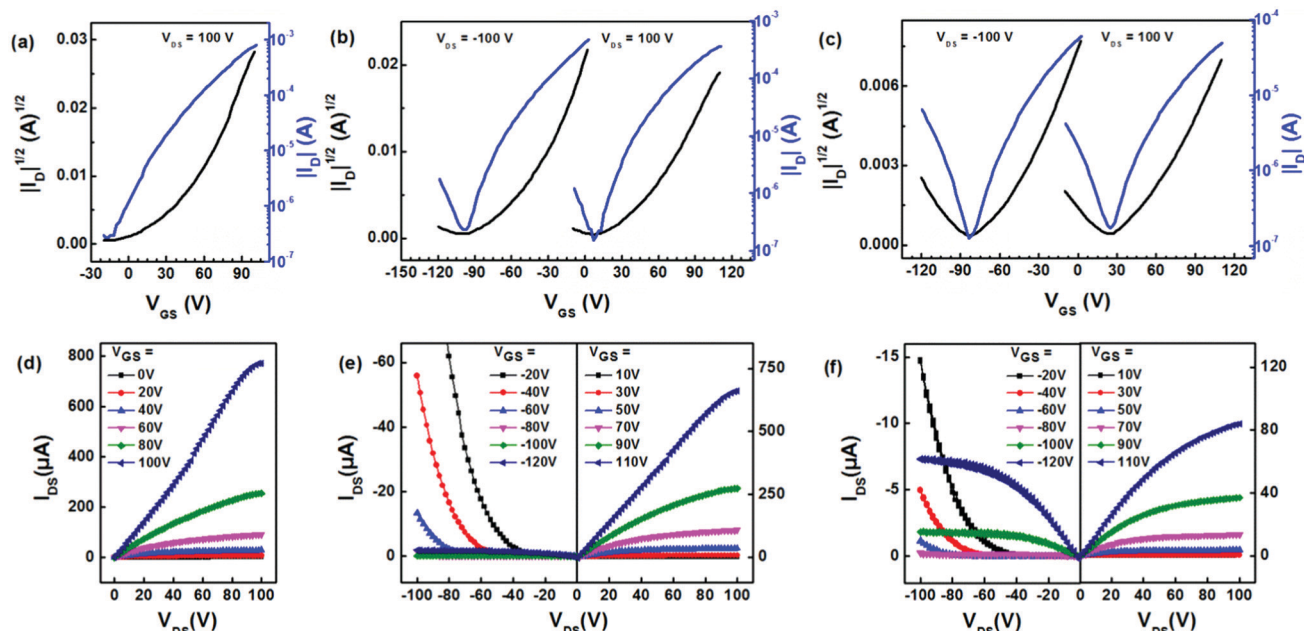 (a)
V_DS = 100 V
|I_D|^1/2 (A)^1/2
0.03
0.02
0.01
0.00
-30 0 30 60 90
V_GS (V)
10^-3
10^-4
10^-5
10^-6
10^-7
|I_D| (A)
(b)
V_DS = -100 V V_DS = 100 V
|I_D|^1/2 (A)^1/2
0.02
0.01
0.00
-150 -120 -90 -60 -30 0 30 60 90 120
V_GS (V)
10^-3
10^-4
10^-5
10^-6
10^-7
|I_D| (A)
(c)
V_DS = -100 V V_DS = 100 V
|I_D|^1/2 (A)^1/2
0.006
0.003
0.000
-120 -90 -60 -30 0 30 60 90 120
V_GS (V)
10^-4
10^-5
10^-6
10^-7
|I_D| (A)
(d)
V_GS =
0V
20V
40V
60V
80V
100V
I_DS(μA)
800
600
400
200
0
0 20 40 60 80 100
V_DS(V)
(e)
V_GS =
-20V
-40V
-60V
-80V
-100V
-120V
V_GS =
10V
30V
50V
70V
90V
110V
I_DS(μA)
-60
-40
-20
0
750
500
250
0
-100 -80 -60 -40 -20 0 20 40 60 80 100
V_DS(V) V_DS(V)
(f)
V_GS =
-20V
-40V
-60V
-80V
-100V
-120V
V_GS =
10V
30V
50V
70V
90V
110V
I_DS(μA)
-15
-10
-5
0
120
80
40
0
-100 -80 -60 -40 -20 0 20 40 60 80 100
V_DS(V) V_DS(V)